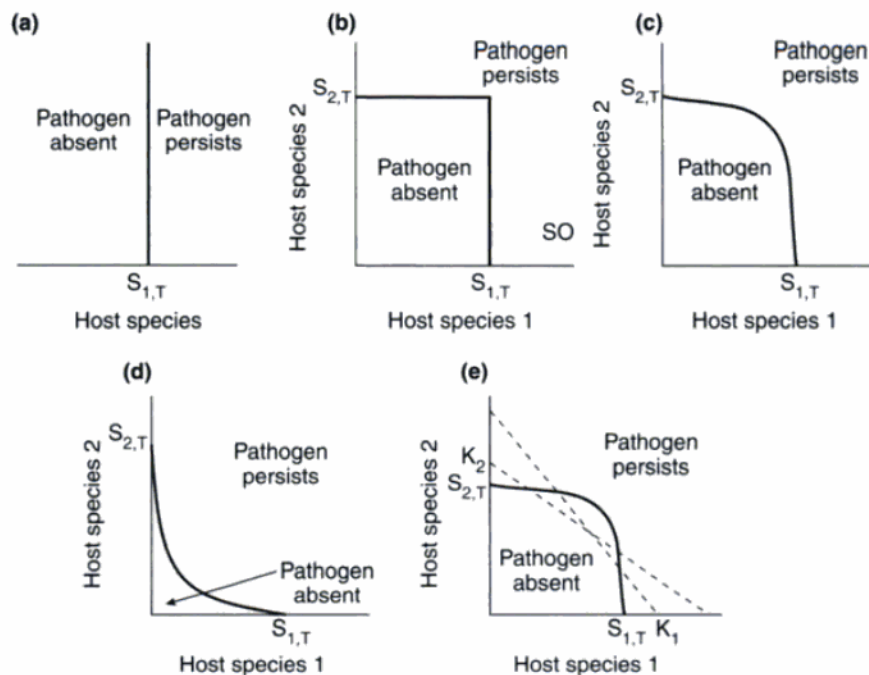 (a)
Pathogen
absent
Pathogen
persists
S1,T
Host species
(b)
Pathogen
persists
S2,T
Host species 2
Pathogen
absent
SO
S1,T
Host species 1
(c)
Pathogen
persists
S2,T
Host species 2
Pathogen
absent
S1,T
Host species 1
(d)
S2,T
Host species 2
Pathogen
persists
Pathogen
absent
S1,T
Host species 1
(e)
Pathogen
persists
K2
S2,T
Host species 2
Pathogen
absent
S1,T K1
Host species 1